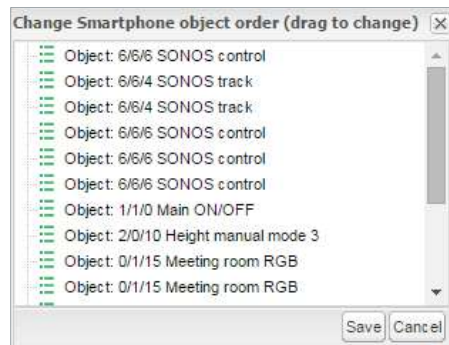 Change Smartphone object order (drag to change)
Object: 6/6/6 SONOS control
Object: 6/6/4 SONOS track
Object: 6/6/4 SONOS track
Object: 6/6/6 SONOS control
Object: 6/6/6 SONOS control
Object: 6/6/6 SONOS control
Object: 1/1/0 Main ON/OFF
Object: 2/0/10 Height manual mode 3
Object: 0/1/15 Meeting room RGB
Object: 0/1/15 Meeting room RGB
Save Cancel